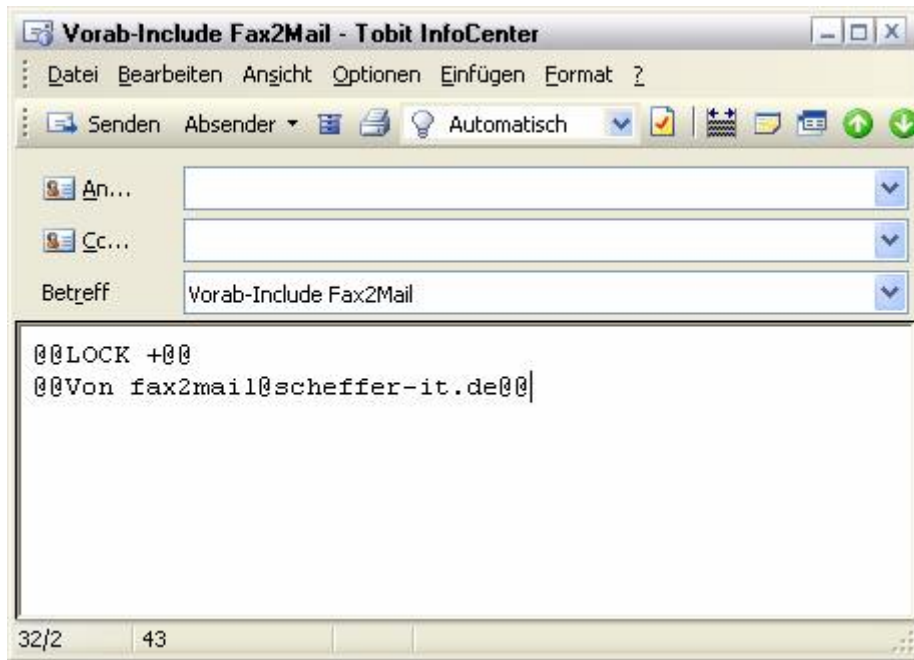 Vorab-Include Fax2Mail - Tobit InfoCenter
Datei Bearbeiten Ansicht Optionen Einfügen Format ?
Senden Absender Automatisch
An...
Cc...
Betreff Vorab-Include Fax2Mail
@@LOCK +@@
@@Von fax2mail@scheffer-it.de@@
32/2 43